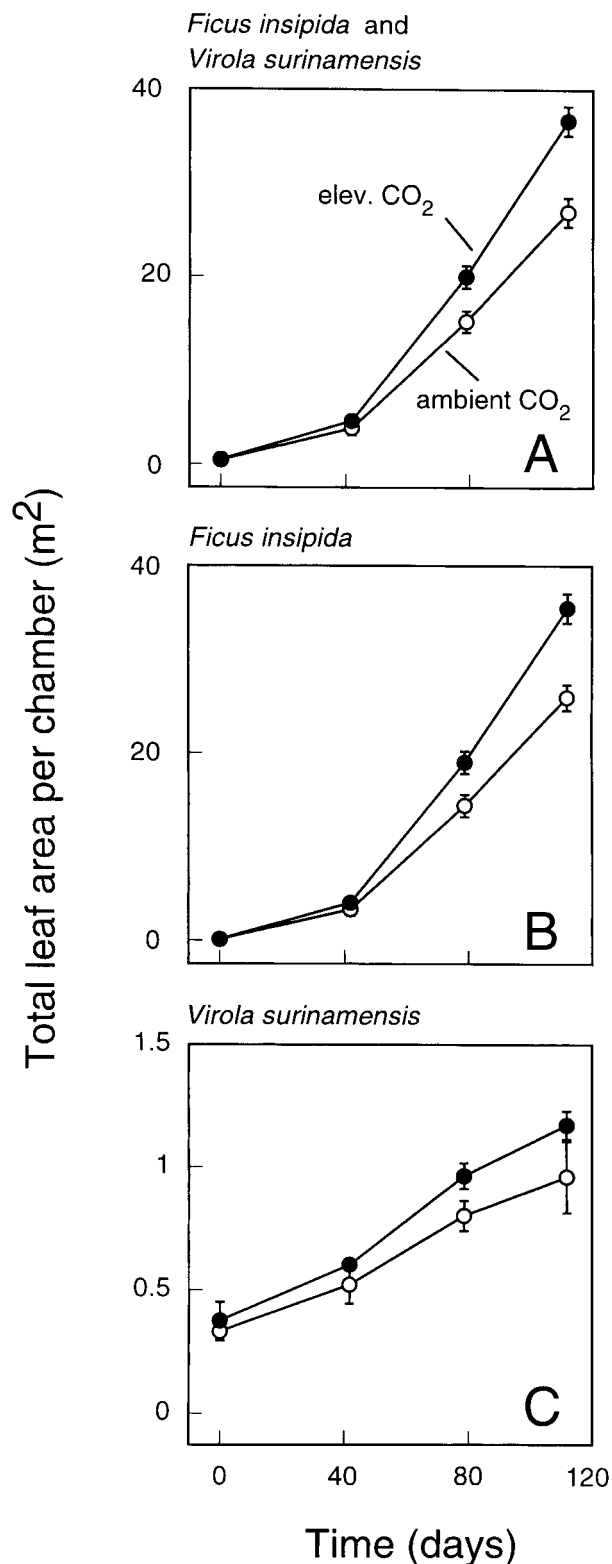 Ficus insipida and
Virola surinamensis
40
elev. CO2
20
ambient CO2
0
A
Total leaf area per chamber (m2)
Ficus insipida
40
20
0
B
Virola surinamensis
1.5
1
0.5
0
C
0 40 80 120
Time (days)